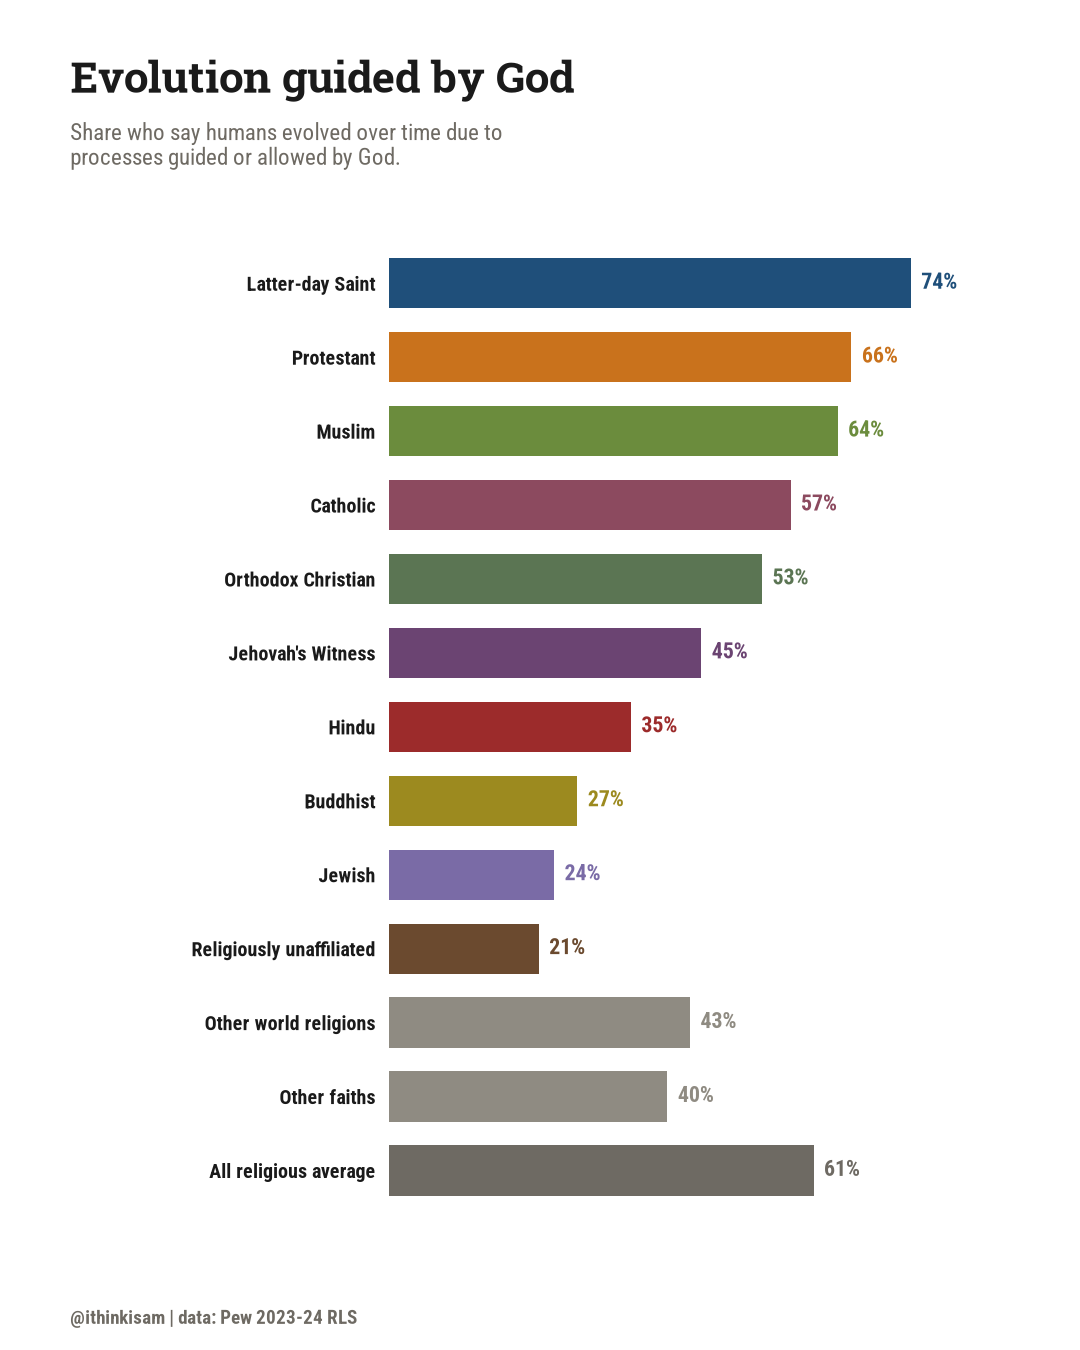 Evolution guided by God
Share who say humans evolved over time due to
processes guided or allowed by God.
Latter-day Saint 74%
Protestant 66%
Muslim 64%
Catholic 57%
Orthodox Christian 53%
Jehovah's Witness 45%
Hindu 35%
Buddhist 27%
Jewish 24%
Religiously unaffiliated 21%
Other world religions 43%
Other faiths 40%
All religious average 61%
@ithinkisam | data: Pew 2023-24 RLS